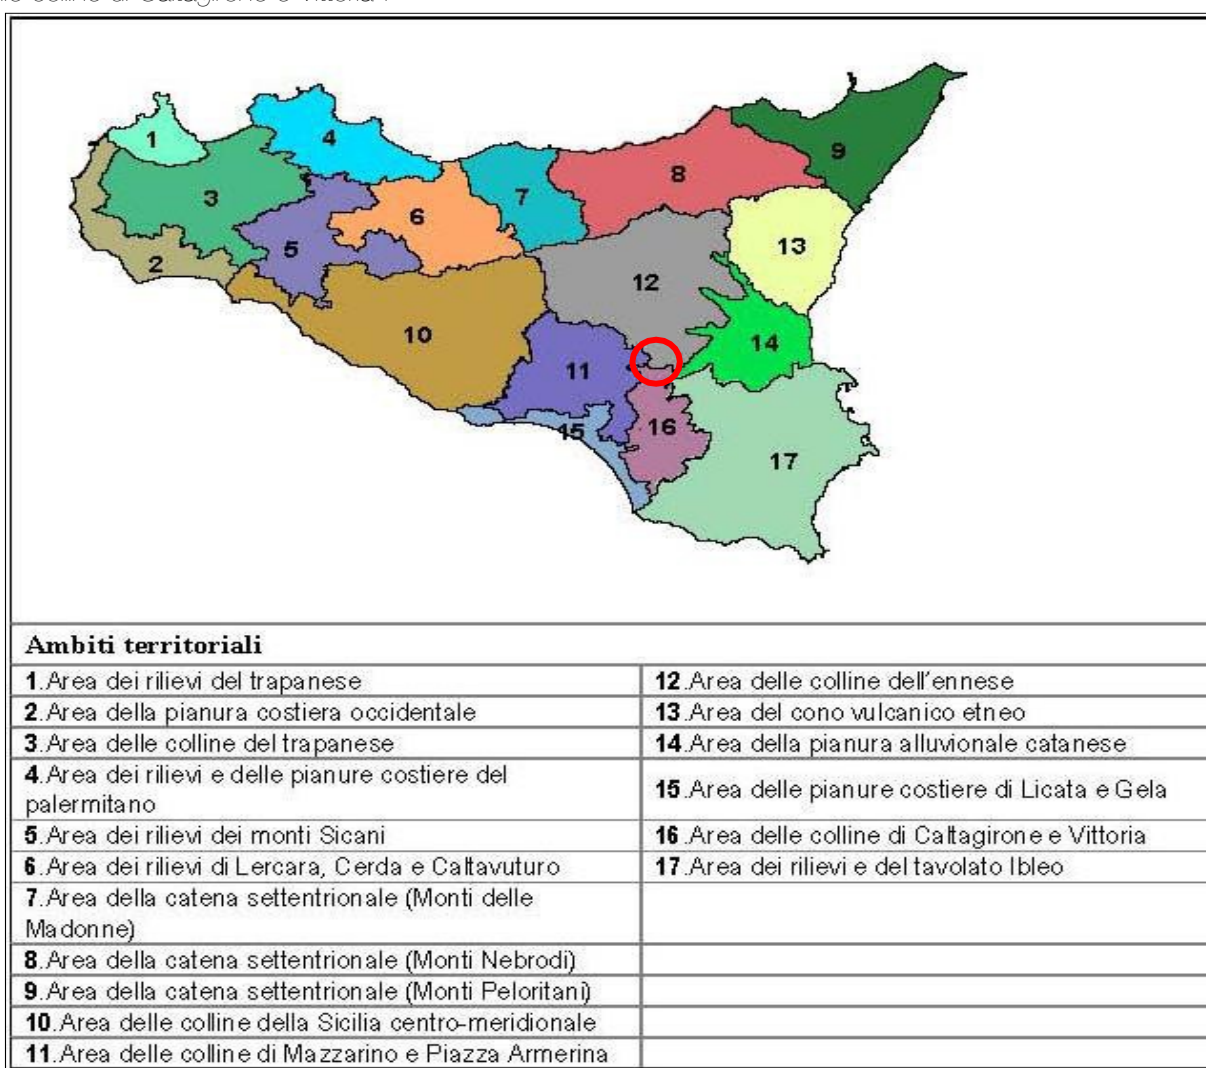 colline di Caltagirone e Vittoria
1
4
9
8
3
7
6
13
5
2
12
10
14
11
16
15
17
Ambiti territoriali
1.Area dei rilievi del trapanese
12.Area delle colline dell'ennese
2.Area della pianura costiera occidentale
13.Area del cono vulcanico etneo
3.Area delle colline del trapanese
14.Area della pianura alluvionale catanese
4.Area dei rilievi e delle pianure costiere del
palermitano
15.Area delle pianure costiere di Licata e Gela
5.Area dei rilievi dei monti Sicani
16.Area delle colline di Caltagirone e Vittoria
6.Area dei rilievi di Lercara, Cerda e Caltavuturo
17.Area dei rilievi e del tavolato Ibleo
7.Area della catena settentrionale (Monti delle
Madonne)
8.Area della catena settentrionale (Monti Nebrodi)
9.Area della catena settentrionale (Monti Peloritani)
10.Area delle colline della Sicilia centro-meridionale
11.Area delle colline di Mazzarino e Piazza Armerina